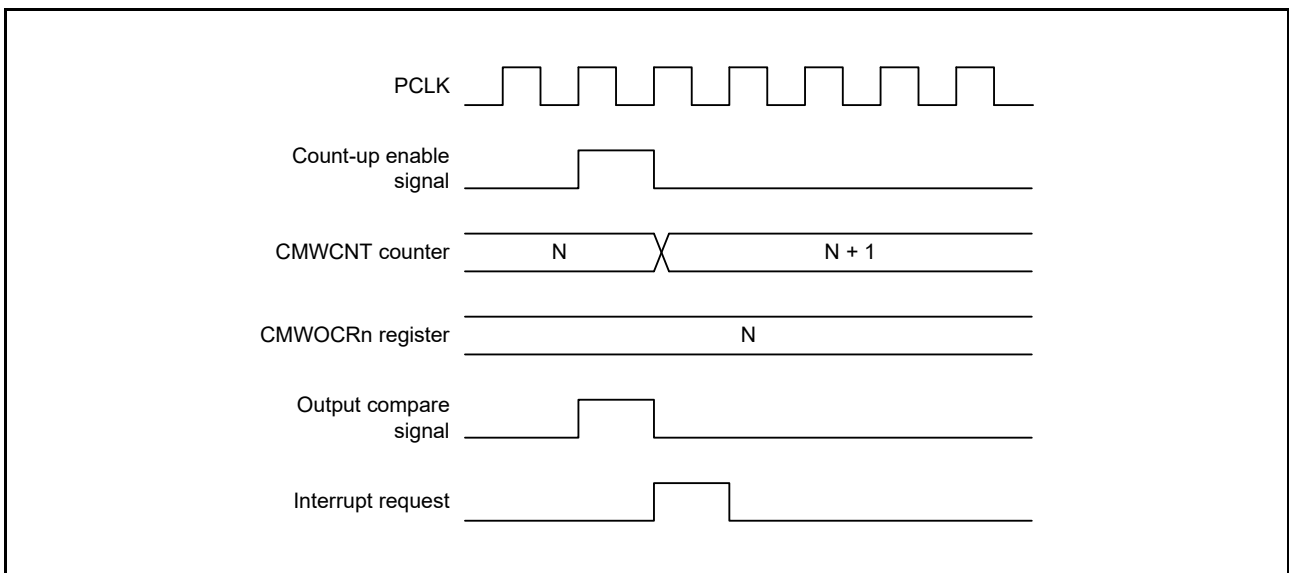 PCLK
Count-up enable
signal
CMWCNT counter
N
N + 1
CMWOCRn register
N
Output compare
signal
Interrupt request